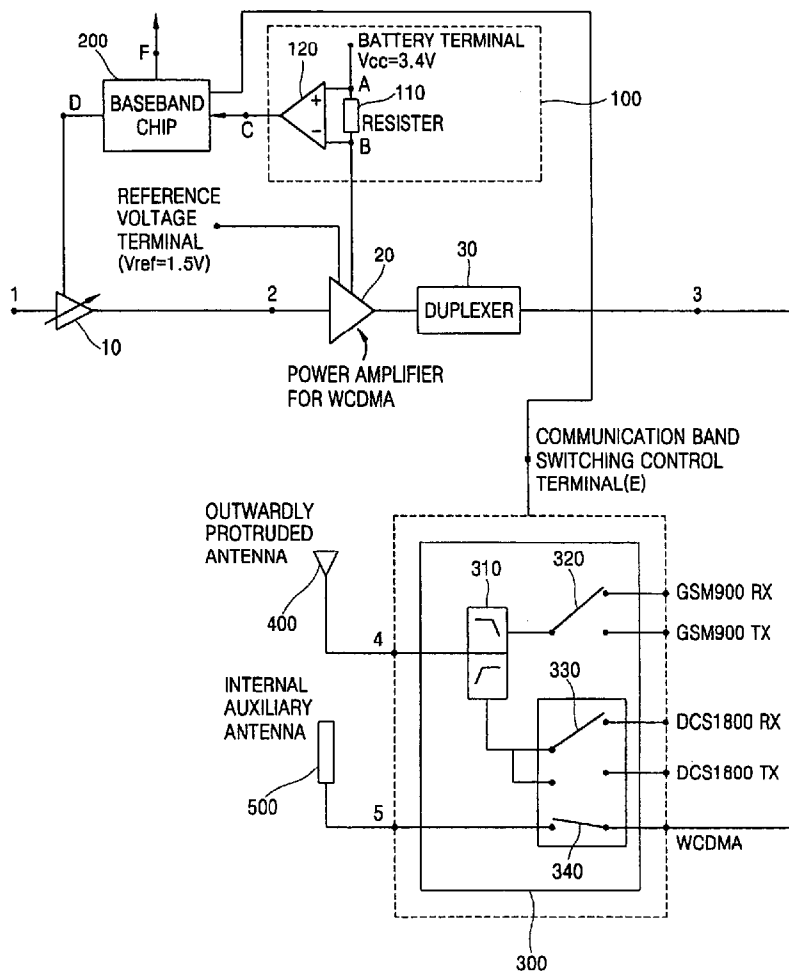 F
200
BASEBAND
CHIP
D
C
120
BATTERY TERMINAL
Vcc=3.4V
A
110
RESISTER
B
+
−
100
REFERENCE
VOLTAGE
TERMINAL
(Vref=1.5V)
1
10
2
20
30
DUPLEXER
3
POWER AMPLIFIER
FOR WCDMA
COMMUNICATION BAND
SWITCHING CONTROL
TERMINAL(E)
OUTWARDLY
PROTRUDED
ANTENNA
400
4
310
320
GSM900 RX
GSM900 TX
INTERNAL
AUXILIARY
ANTENNA
500
5
330
DCS1800 RX
DCS1800 TX
340
WCDMA
300